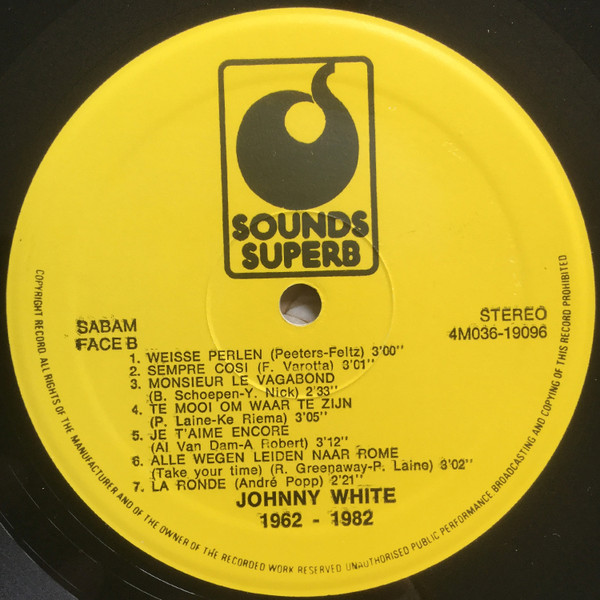 SOUNDS
SUPERB
SABAM
FACE B
STEREO
4M036-19096
1. WEISSE PERLEN (Peeters-Feltz) 3'00"
2. SEMPRE COSI (F. Varotta) 3'01"
3. MONSIEUR LE VAGABOND
(B. Schoepen-Y. Nick) 2'33"
4. TE MOOI OM WAAR TE ZIJN
(P. Laine-Ke Riema) 3'05"
5. JE T'AIME ENCORE
(Al Van Dam-A Robert) 3'12"
6. ALLE WEGEN LEIDEN NAAR ROME
(Take your time) (R. Greenaway-P. Laine) 3'02"
7. LA RONDE (André Popp) 2'21"
JOHNNY WHITE
1962 - 1982
COPYRIGHT RECORD ALL RIGHTS OF THE MANUFACTURER AND OF THE OWNER OF THE RECORDED WORK RESERVED UNAUTHORISED PUBLIC PERFORMANCE BROADCASTING AND COPYING OF THIS RECORD PROHIBITED